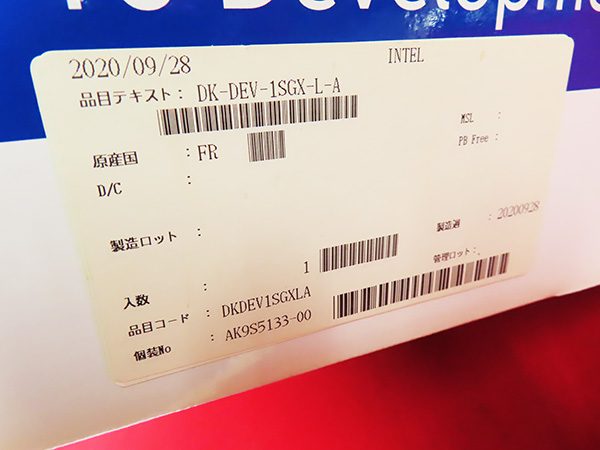 Development
2020/09/28 INTEL
品目テキスト: DK-DEV-1SGX-L-A
MSL :
原産国 : FR PB Free :
D/C :
製造ロット : 製造週 : 20200928
1
入数 : 管理ロット:.
品目コード : DKDEV1SGXLA
個装No : AK9S5133-00